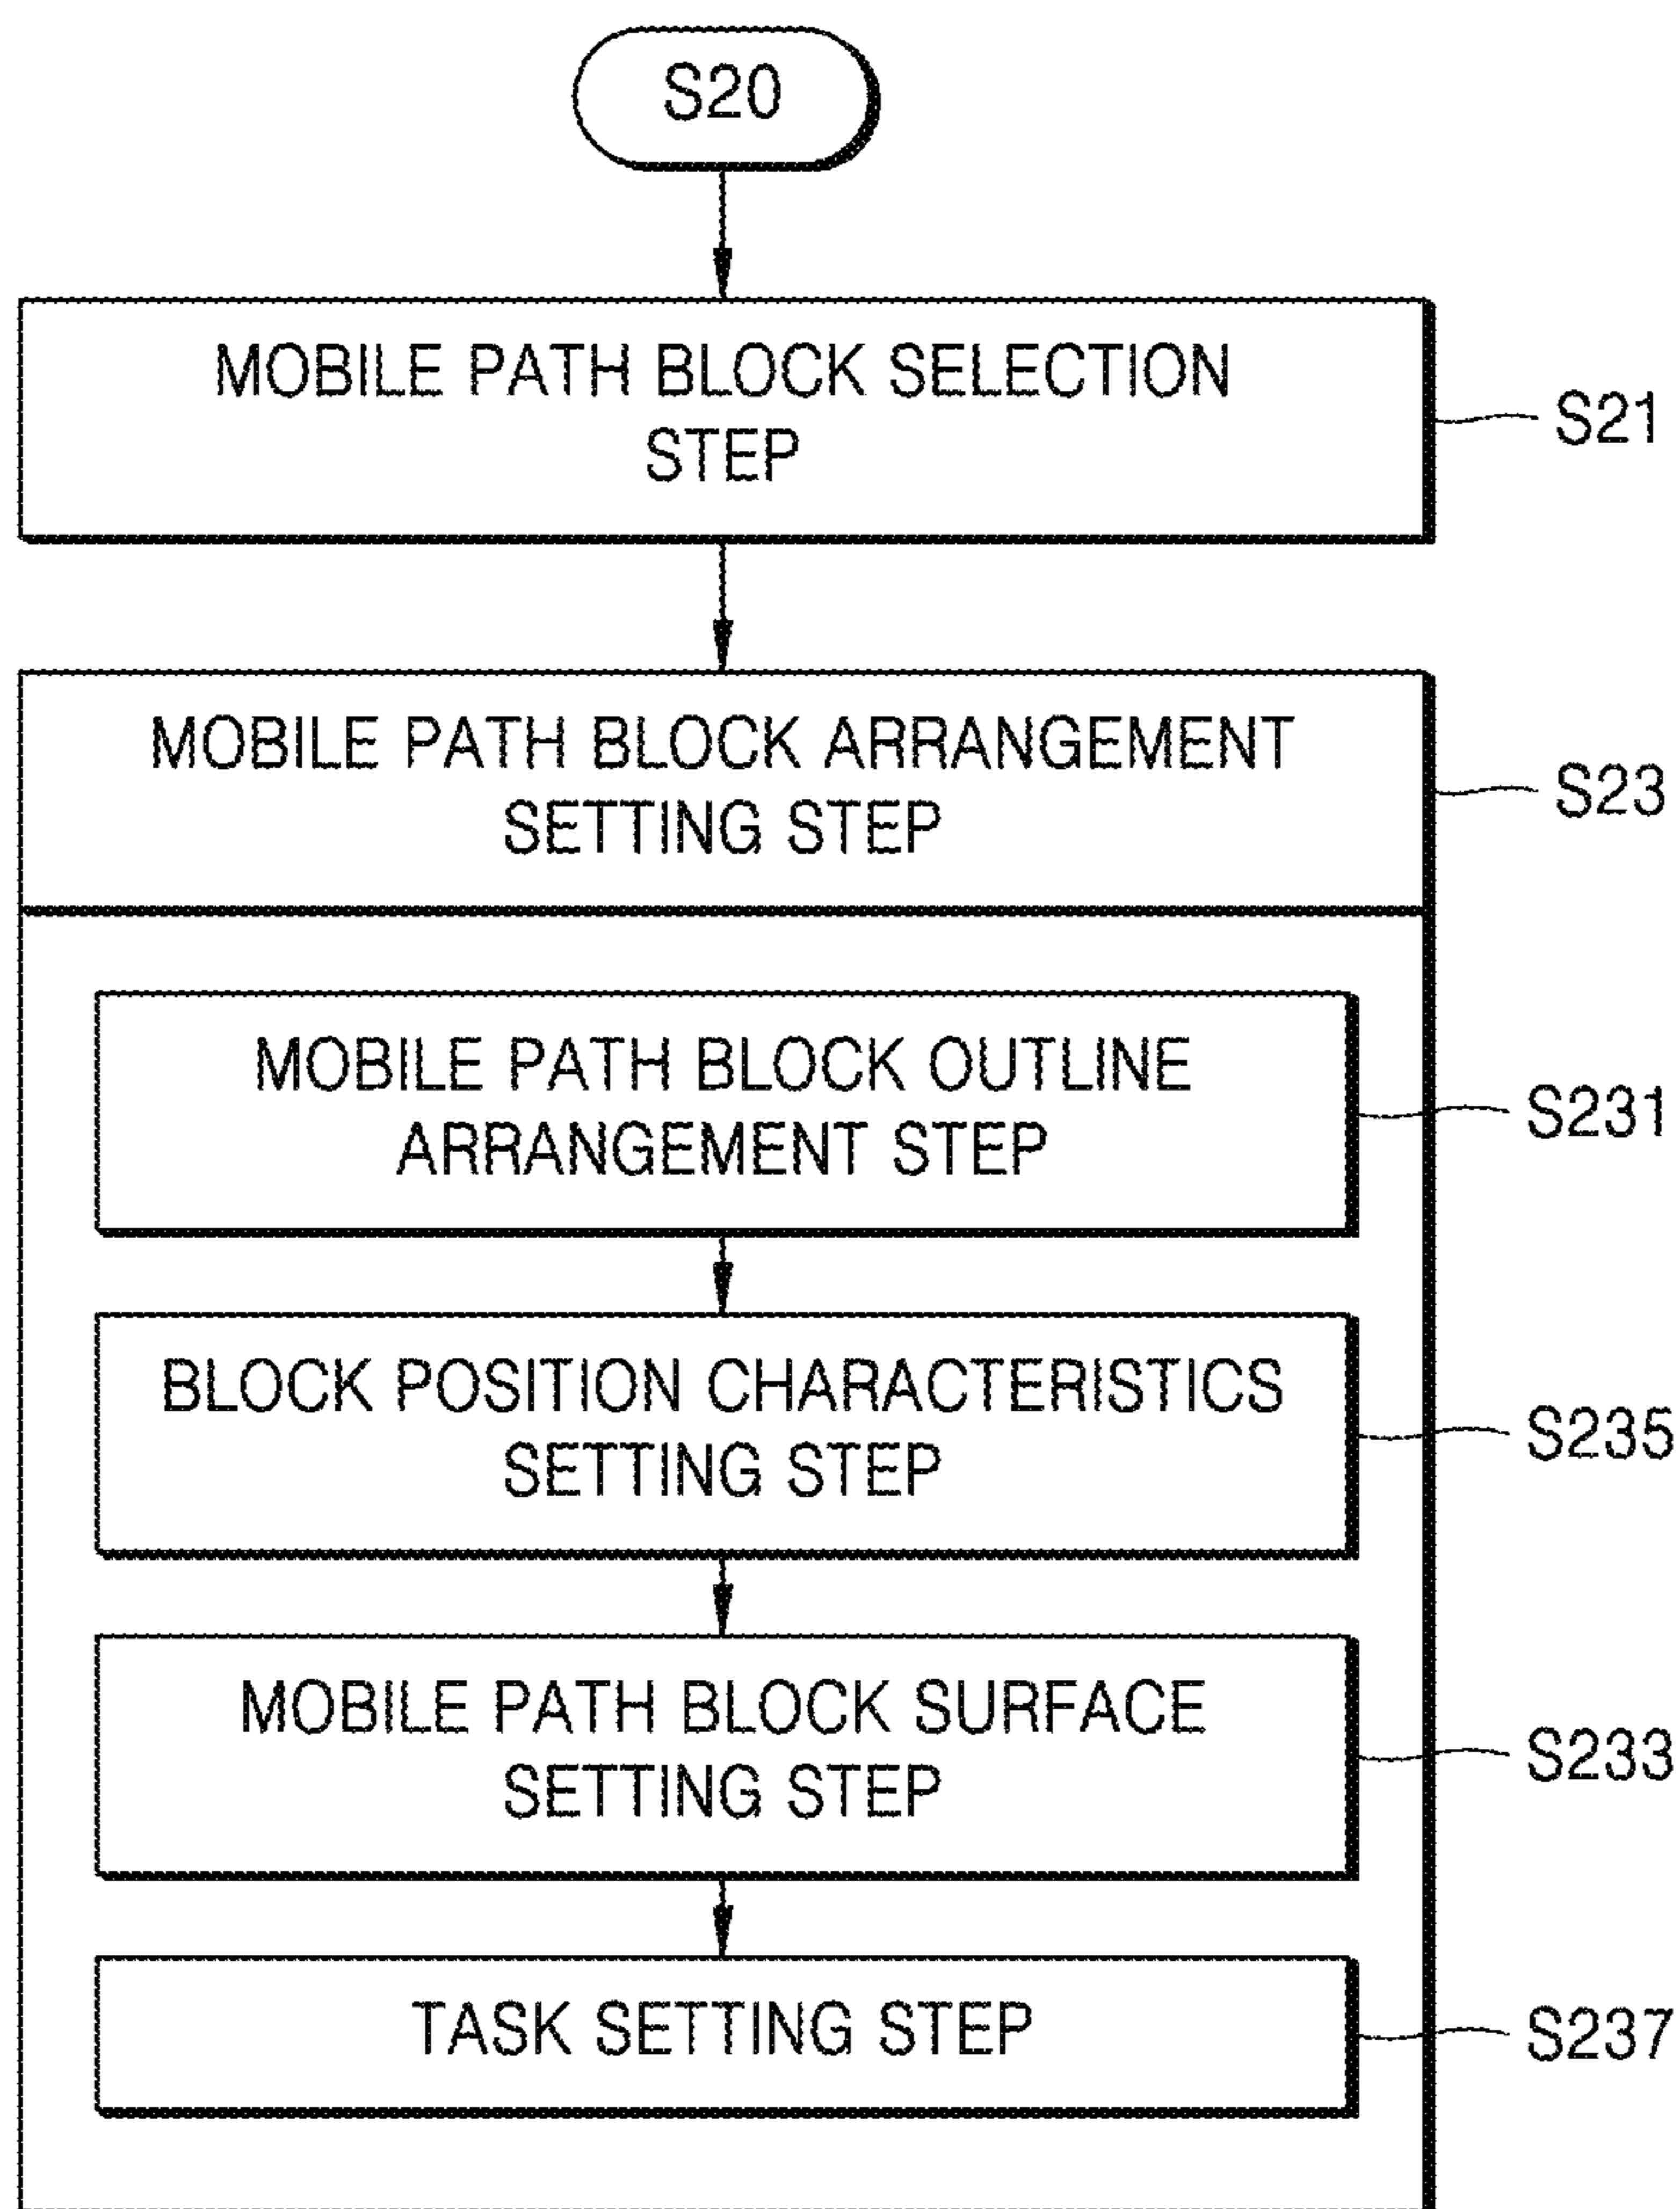 S20
MOBILE PATH BLOCK SELECTION
STEP
S21
MOBILE PATH BLOCK ARRANGEMENT
SETTING STEP
S23
MOBILE PATH BLOCK OUTLINE
ARRANGEMENT STEP
S231
BLOCK POSITION CHARACTERISTICS
SETTING STEP
S235
MOBILE PATH BLOCK SURFACE
SETTING STEP
S233
TASK SETTING STEP
S237